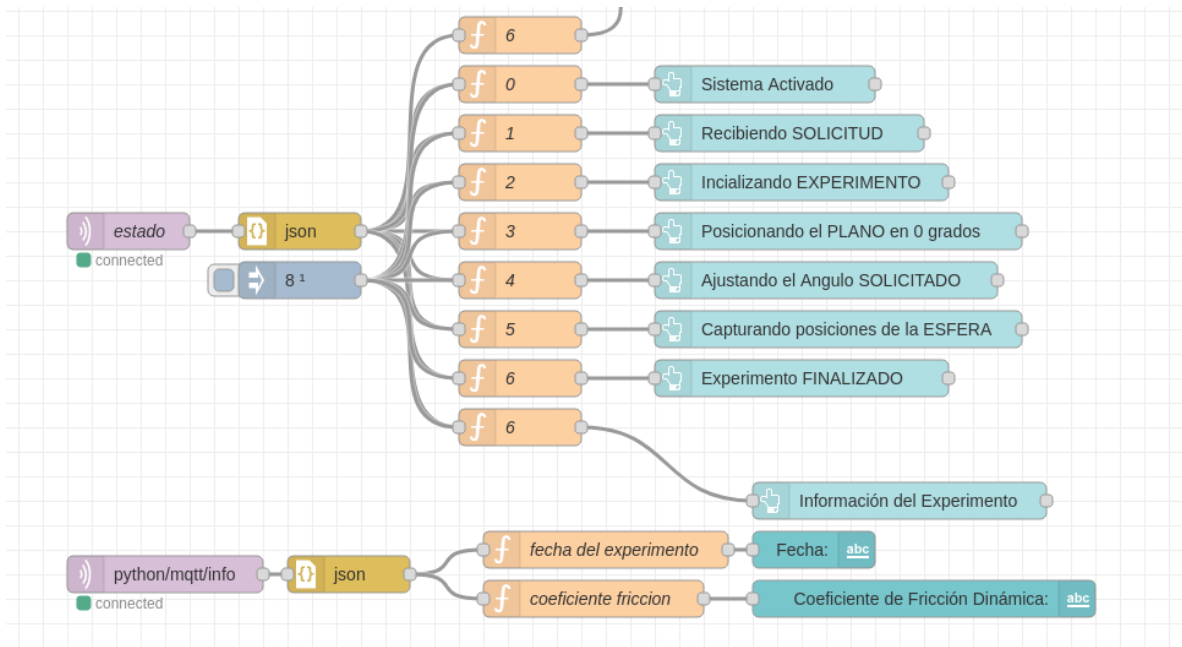 6
0
Sistema Activado
1
Recibiendo SOLICITUD
2
Incializando EXPERIMENTO
estado
json
3
Posicionando el PLANO en 0 grados
connected
8 ¹
4
Ajustando el Angulo SOLICITADO
5
Capturando posiciones de la ESFERA
6
Experimento FINALIZADO
6
Información del Experimento
fecha del experimento
Fecha:
abc
python/mqtt/info
json
connected
coeficiente friccion
Coeficiente de Fricción Dinámica:
abc